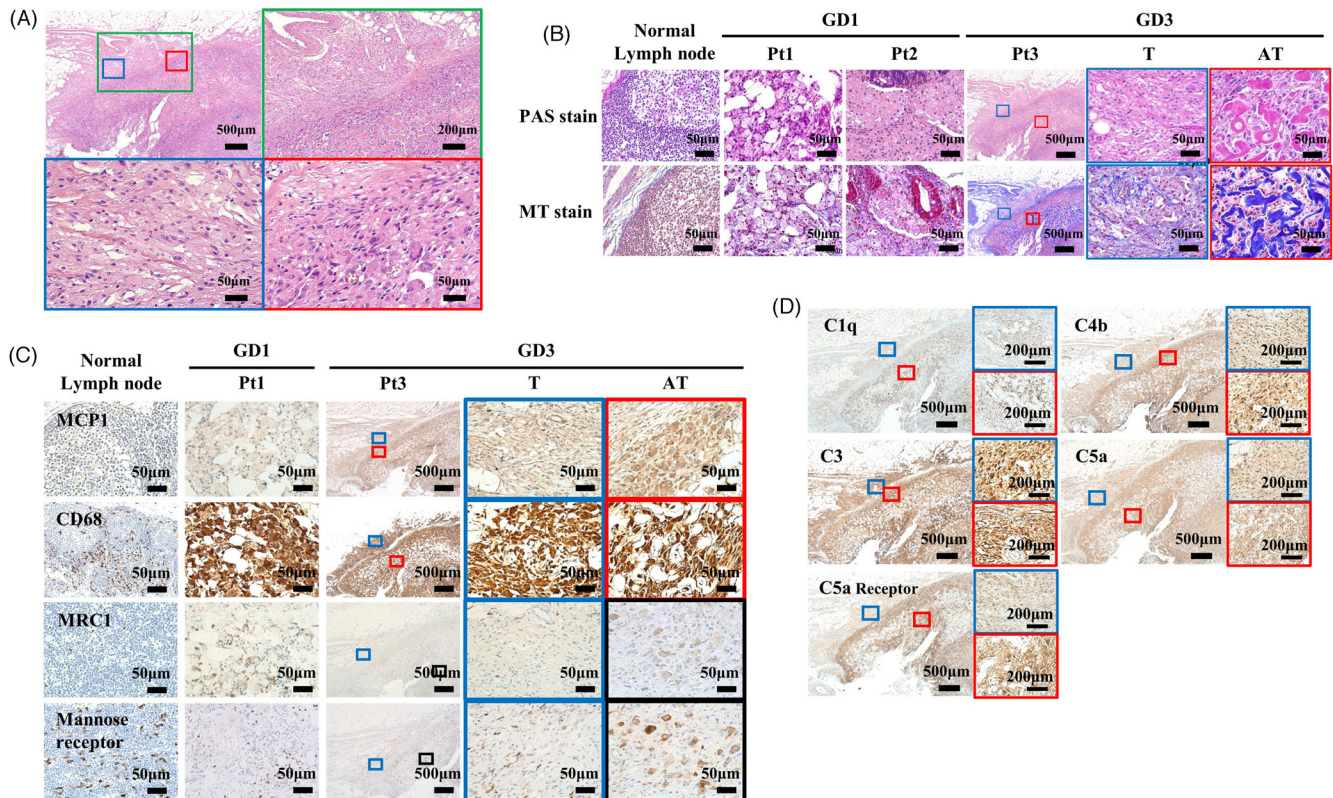 (A)
500µm
200µm
50µm
50µm
(B)
Normal Lymph node
GD1
GD3
Pt1
Pt2
Pt3
T
AT
PAS stain
50µm
50µm
50µm
500µm
50µm
50µm
MT stain
50µm
50µm
50µm
500µm
50µm
50µm
(C)
Normal Lymph node
GD1
GD3
Pt1
Pt3
T
AT
MCP1
50µm
50µm
500µm
50µm
50µm
CD68
50µm
50µm
500µm
50µm
50µm
MRC1
50µm
50µm
500µm
50µm
50µm
Mannose receptor
50µm
50µm
500µm
50µm
50µm
(D)
C1q
500µm
200µm
200µm
C4b
500µm
200µm
200µm
C3
500µm
200µm
200µm
C5a
500µm
200µm
200µm
C5a Receptor
500µm
200µm
200µm